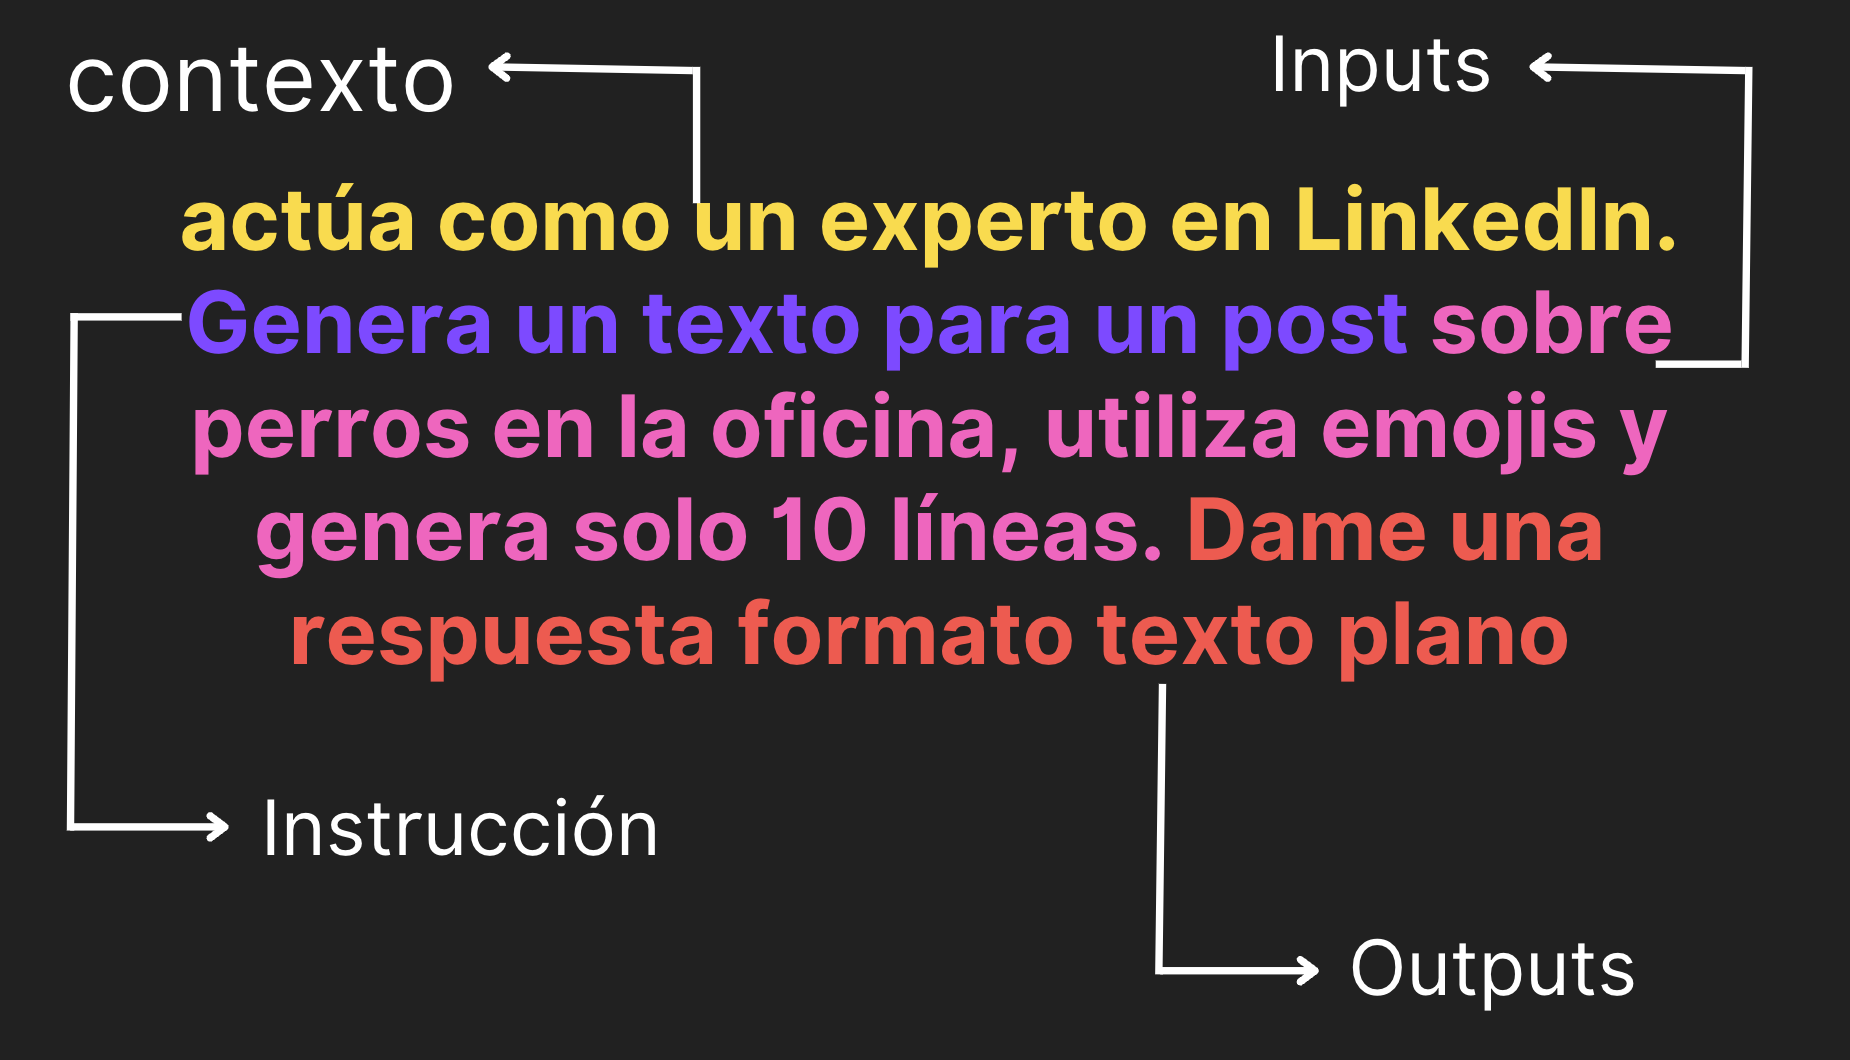 contexto
Inputs
actúa como un experto en LinkedIn.
Genera un texto para un post sobre
perros en la oficina, utiliza emojis y
genera solo 10 líneas. Dame una
respuesta formato texto plano
Instrucción
Outputs